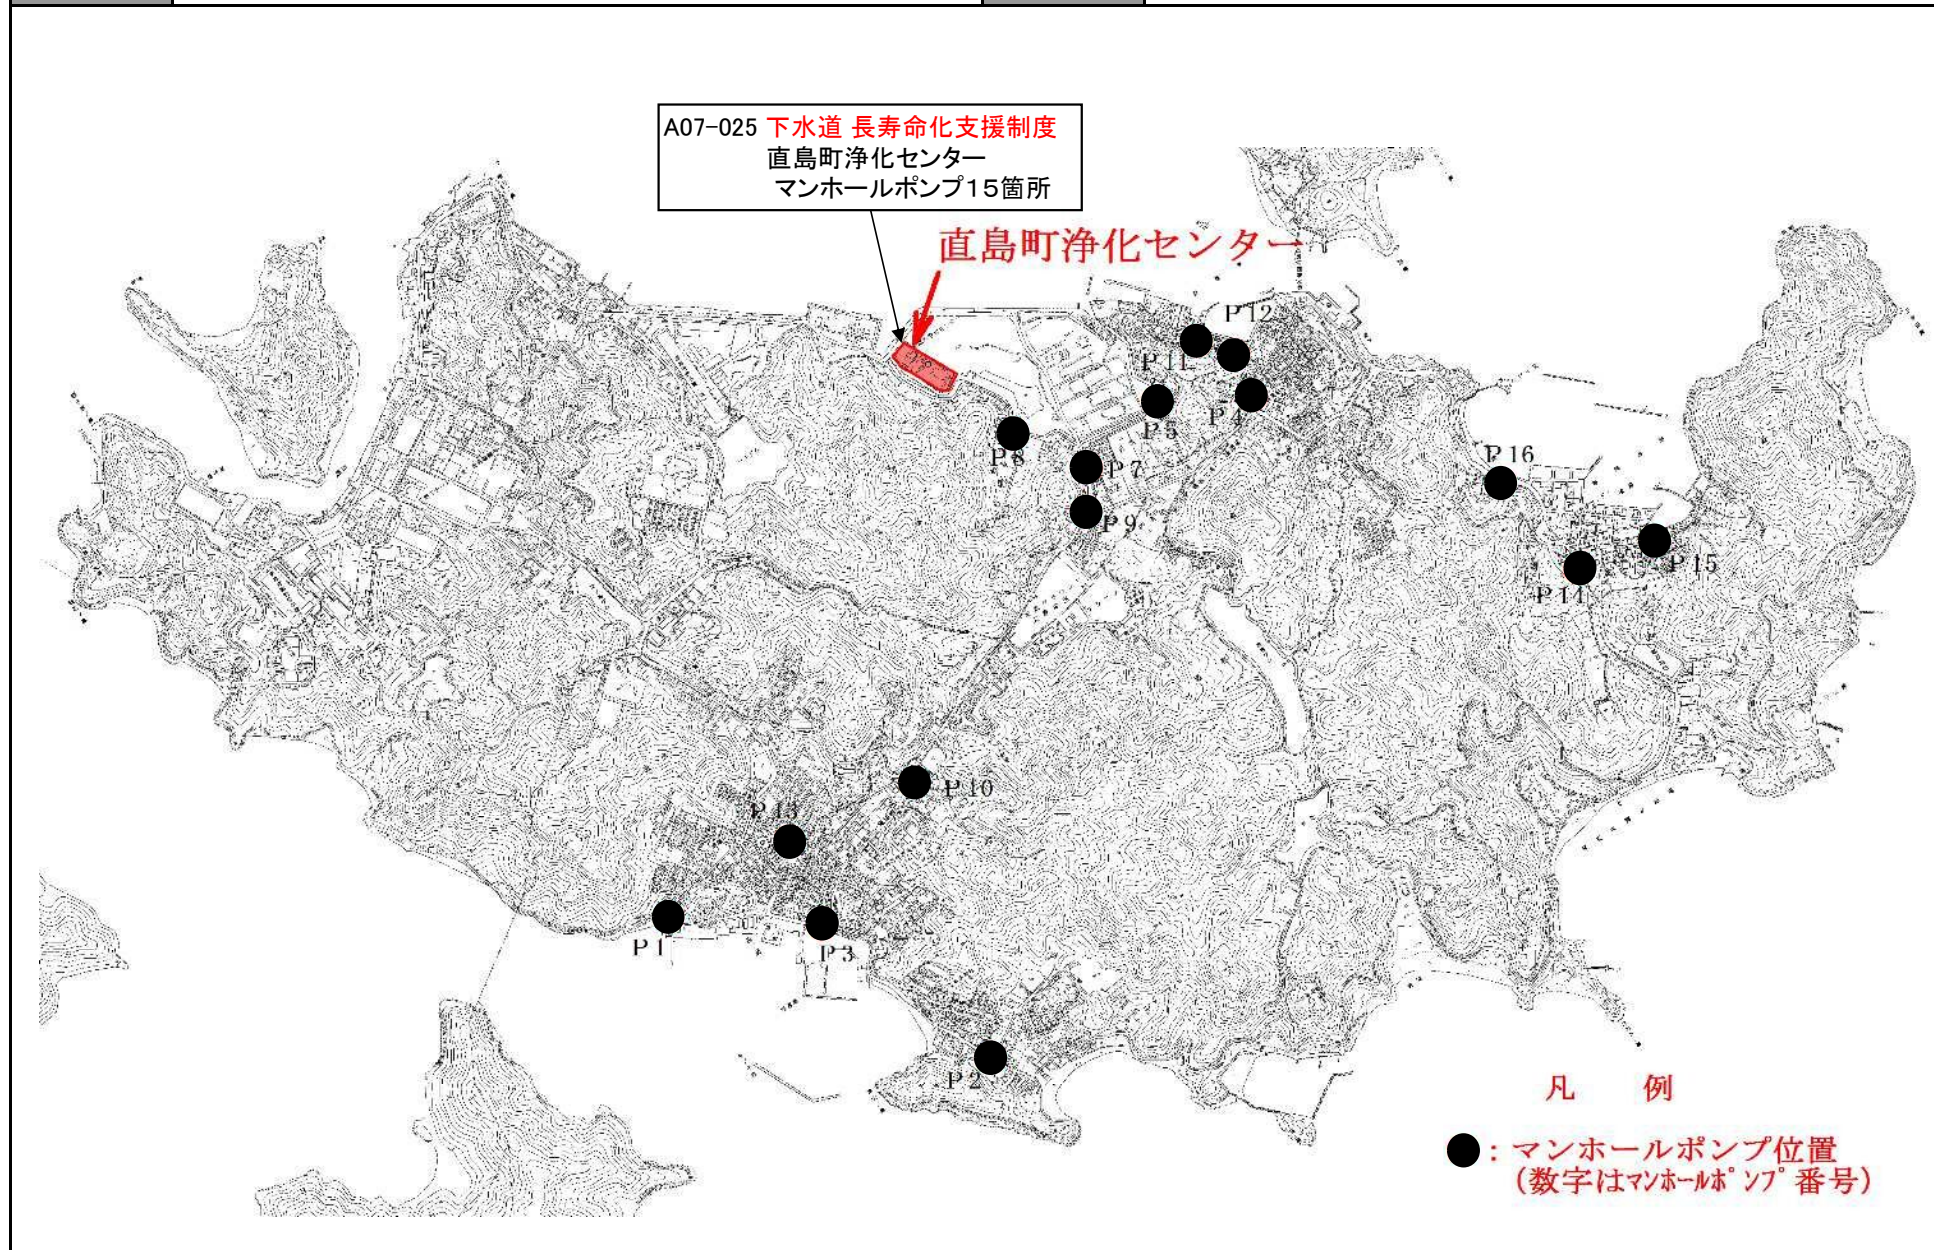 A07-025 下水道 長寿命化支援制度
直島町浄化センター
マンホールポンプ15箇所
直島町浄化センター
P12
P11
P5
P4
P8
P7
P9
P16
P15
P14
P10
P13
P1
P3
P2
凡 例
●：マンホールポンプ位置
(数字はﾏﾝﾎｰﾙﾎﾟﾝﾌﾟ番号)